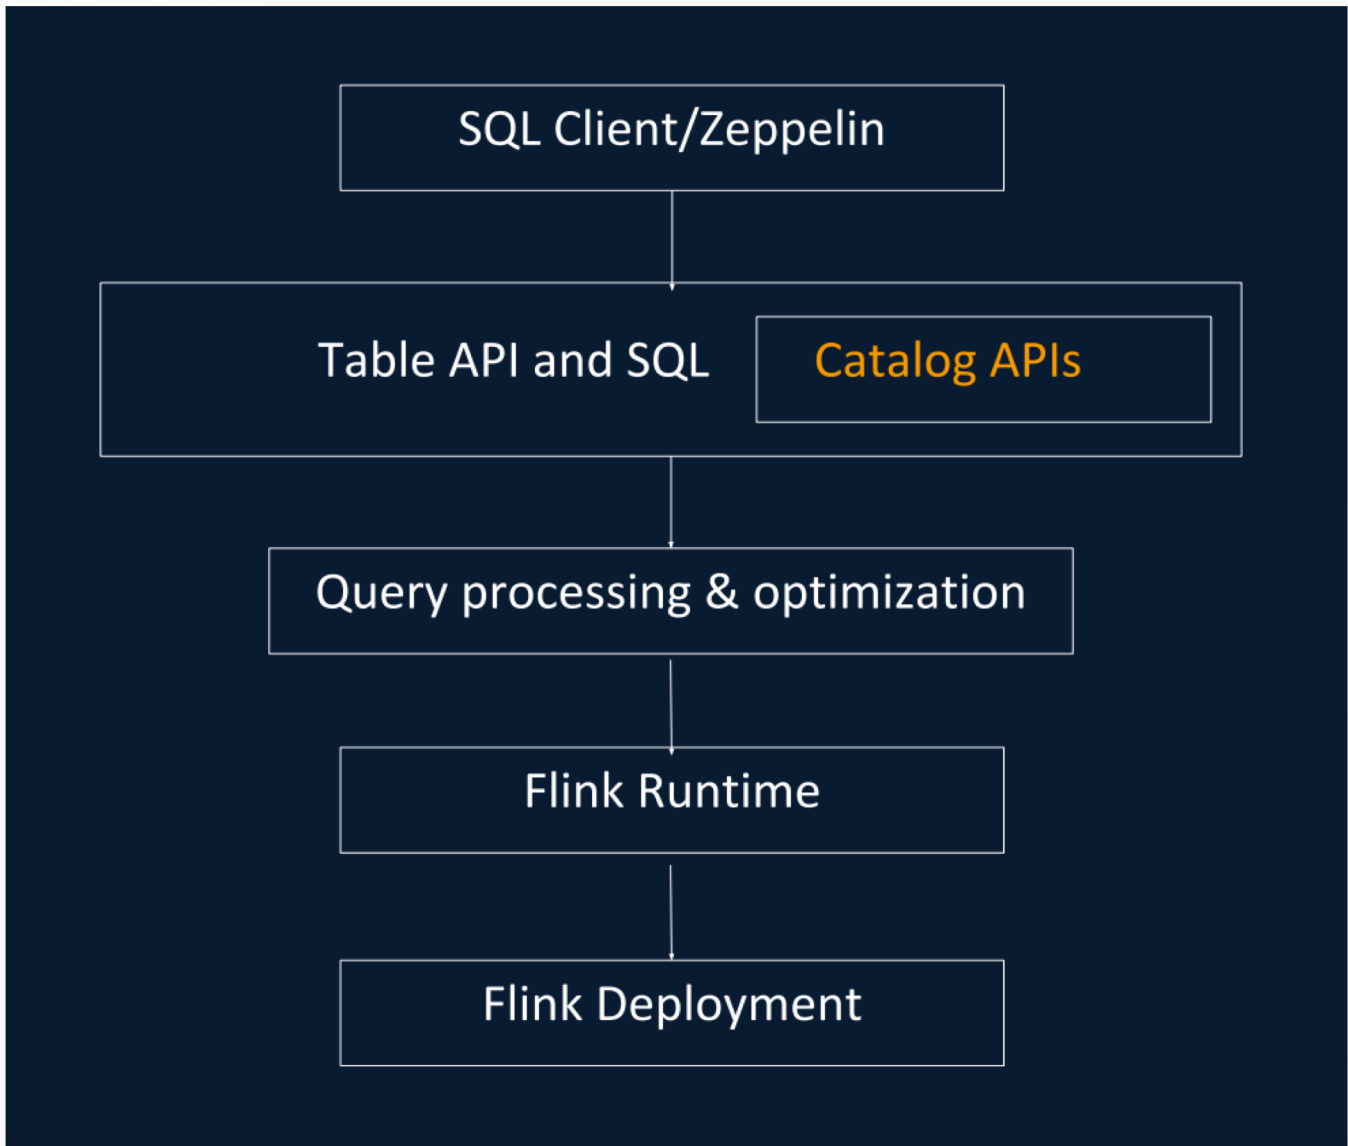 SQL Client/Zeppelin
Table API and SQL
Catalog APIs
Query processing & optimization
Flink Runtime
Flink Deployment